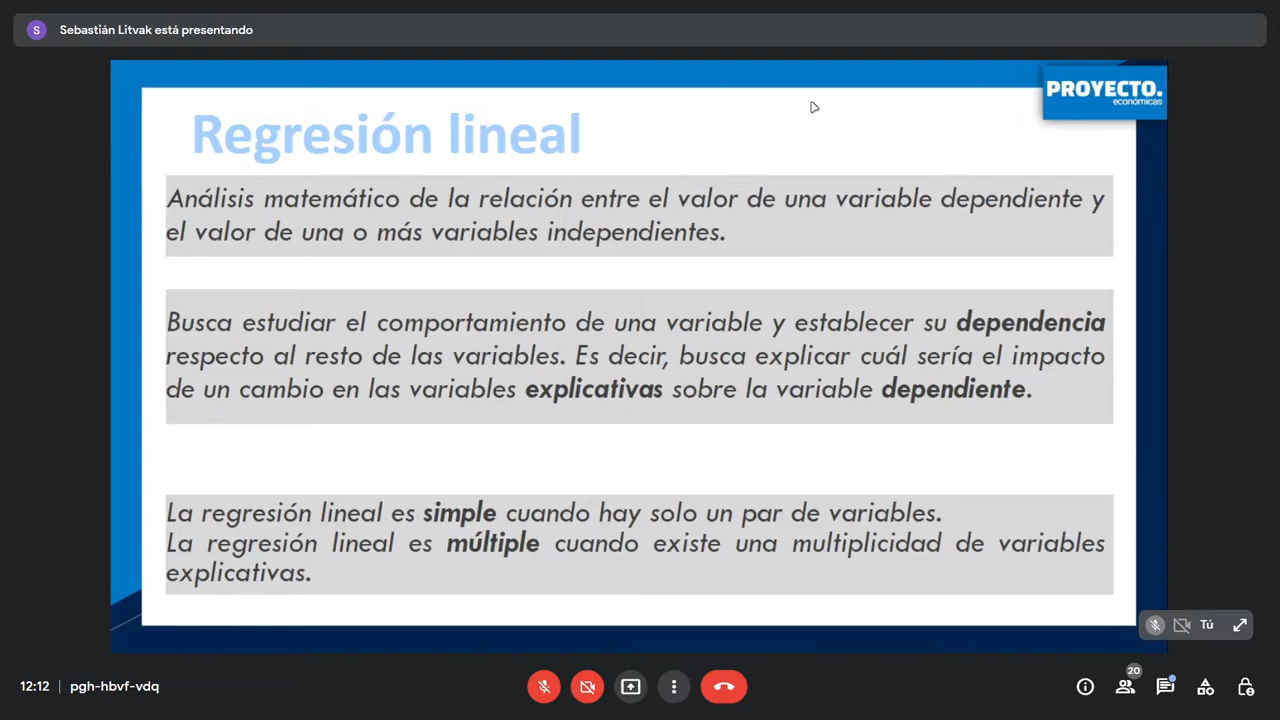 S
Sebastián Litvak está presentando
PROYECTO.
económicas
Regresión lineal
Análisis matemático de la relación entre el valor de una variable dependiente y
el valor de una o más variables independientes.
Busca estudiar el comportamiento de una variable y establecer su dependencia
respecto al resto de las variables. Es decir, busca explicar cuál sería el impacto
de un cambio en las variables explicativas sobre la variable dependiente.
La regresión lineal es simple cuando hay solo un par de variables.
La regresión lineal es múltiple cuando existe una multiplicidad de variables
explicativas.
Tú
12:12 | pgh-hbvf-vdq
20